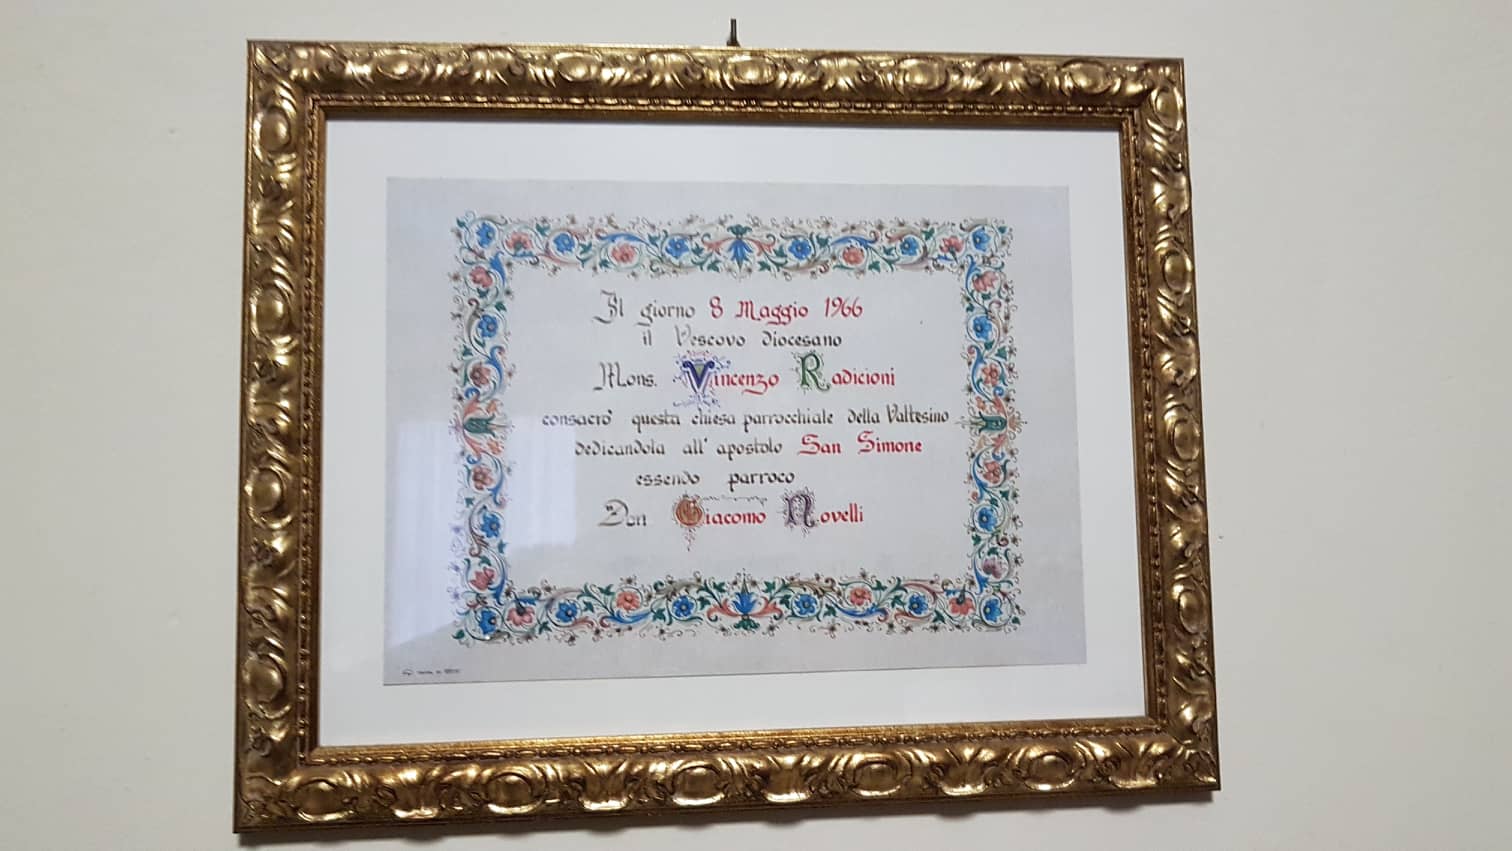 Il giorno 8 Maggio 1966
il Vescovo diocesano
Mons. Vincenzo Radicioni
consacro' questa chiesa parrocchiale della Valtesino
dedicandola all' apostolo San Simone
essendo parroco
Don Giacomo Novelli